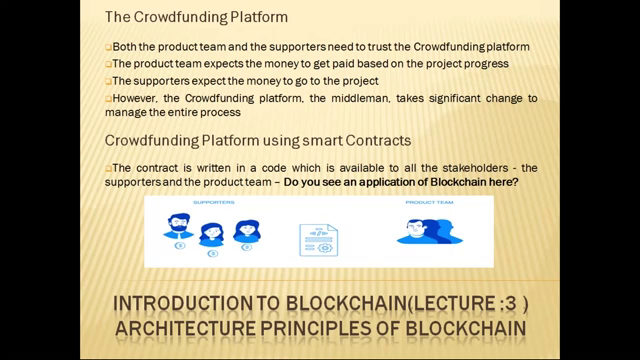 The Crowdfunding Platform
❑Both the product team and the supporters need to trust the Crowdfunding platform
❑The product team expects the money to get paid based on the project progress
❑The supporters expect the money to go to the project
❑However, the Crowdfunding platform, the middleman, takes significant change to
manage the entire process
Crowdfunding Platform using smart Contracts
❑The contract is written in a code which is available to all the stakeholders - the
supporters and the product team – Do you see an application of Blockchain here?
SUPPORTERS PRODUCT TEAM
INTRODUCTION TO BLOCKCHAIN(LECTURE :3 )
ARCHITECTURE PRINCIPLES OF BLOCKCHAIN